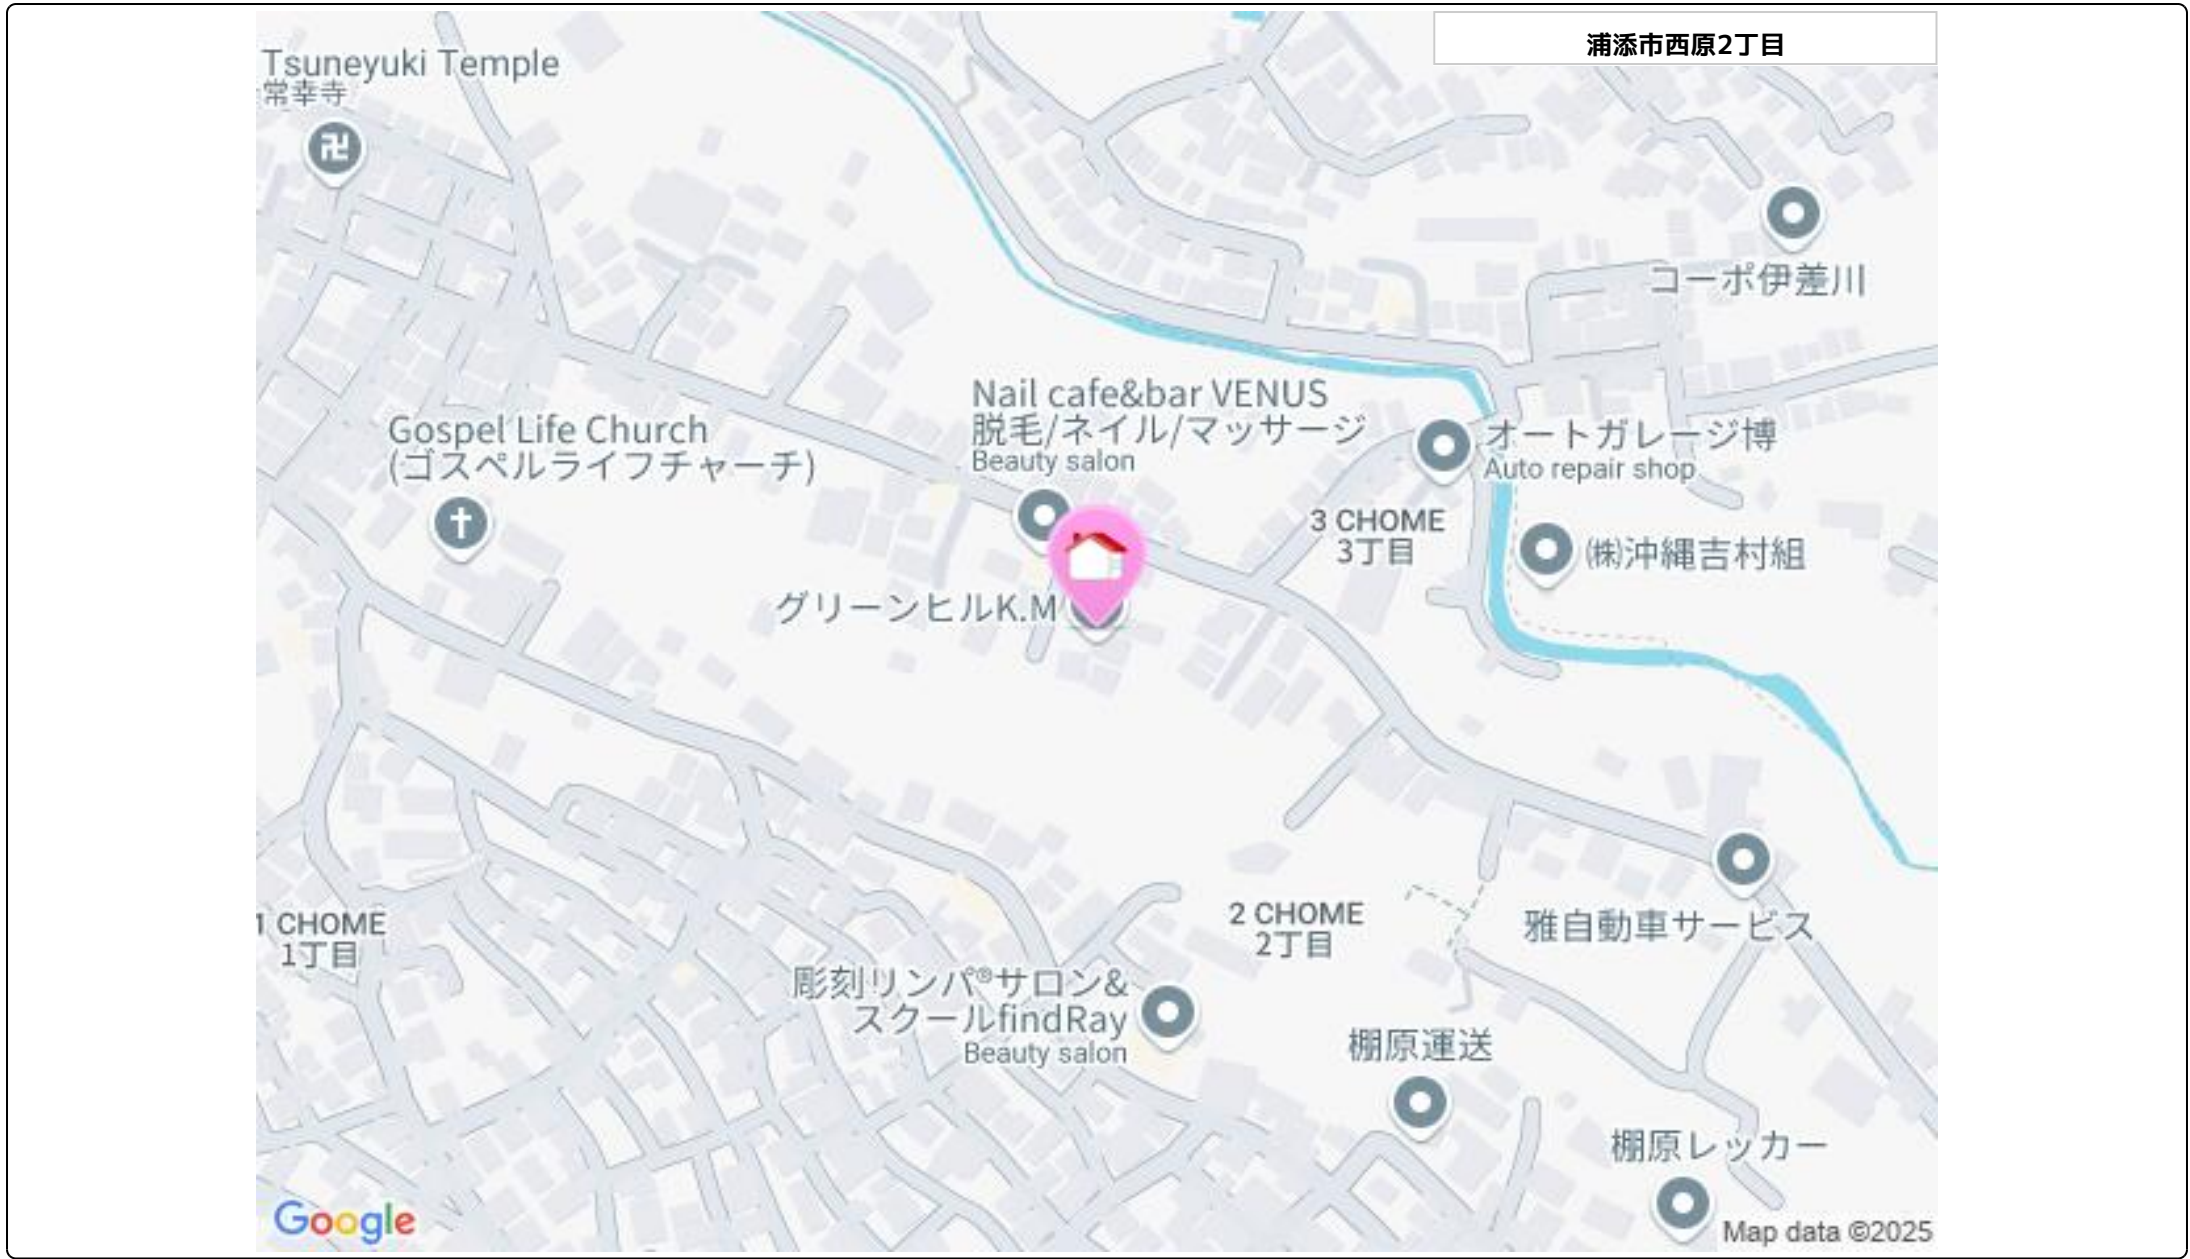 浦添市西原2丁目
Tsuneyuki Temple
常幸寺
コーポ伊差川
Nail cafe&bar VENUS
脱毛/ネイル/マッサージ
Beauty salon
オートガレージ博
Auto repair shop
Gospel Life Church
(ゴスペルライフチャーチ)
3 CHOME
3丁目
㈱沖縄吉村組
グリーンヒルK.M
1 CHOME
1丁目
2 CHOME
2丁目
雅自動車サービス
彫刻リンパ®サロン&
スクールfindRay
Beauty salon
棚原運送
棚原レッカー
Google
Map data ©2025